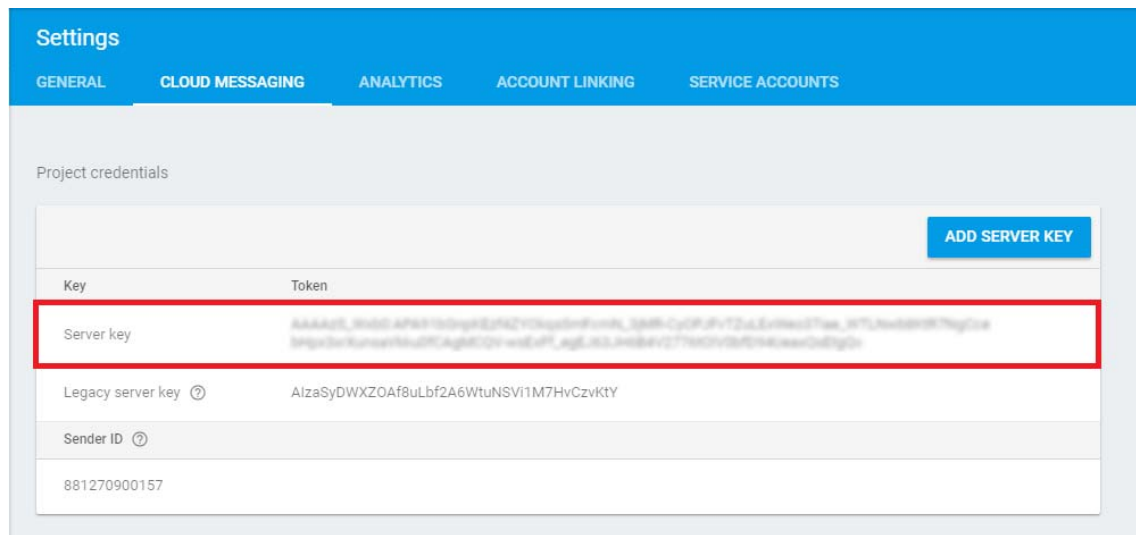 Settings
GENERAL CLOUD MESSAGING ANALYTICS ACCOUNT LINKING SERVICE ACCOUNTS
Project credentials
ADD SERVER KEY
Key Token
Server key
Legacy server key AIzaSyDWXZOAf8uLbf2A6WtuNSVi1M7HvCzvKtY
Sender ID
881270900157